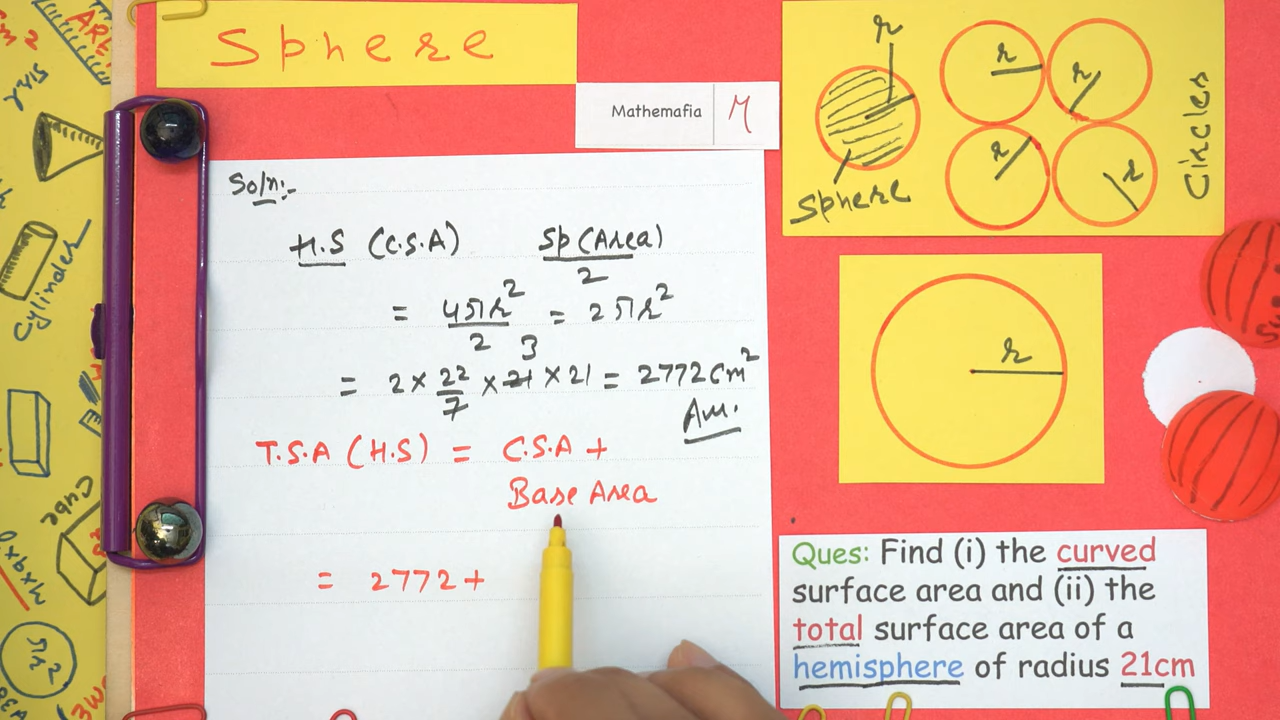 Sphere
Mathemafia M
Soln:-
H.S (C.S.A) Sp(Area)
2
= 4πr² = 2πr²
2 3
= 2 × 22 × 21 × 21 = 2772 Cm²
7
An.
T.S.A (H.S) = C.S.A +
Base Area
= 2772 +
r
r r
r r
Sphere
Circles
r
Ques: Find (i) the curved
surface area and (ii) the
total surface area of a
hemisphere of radius 21cm
Cylinder
Cube
πr²